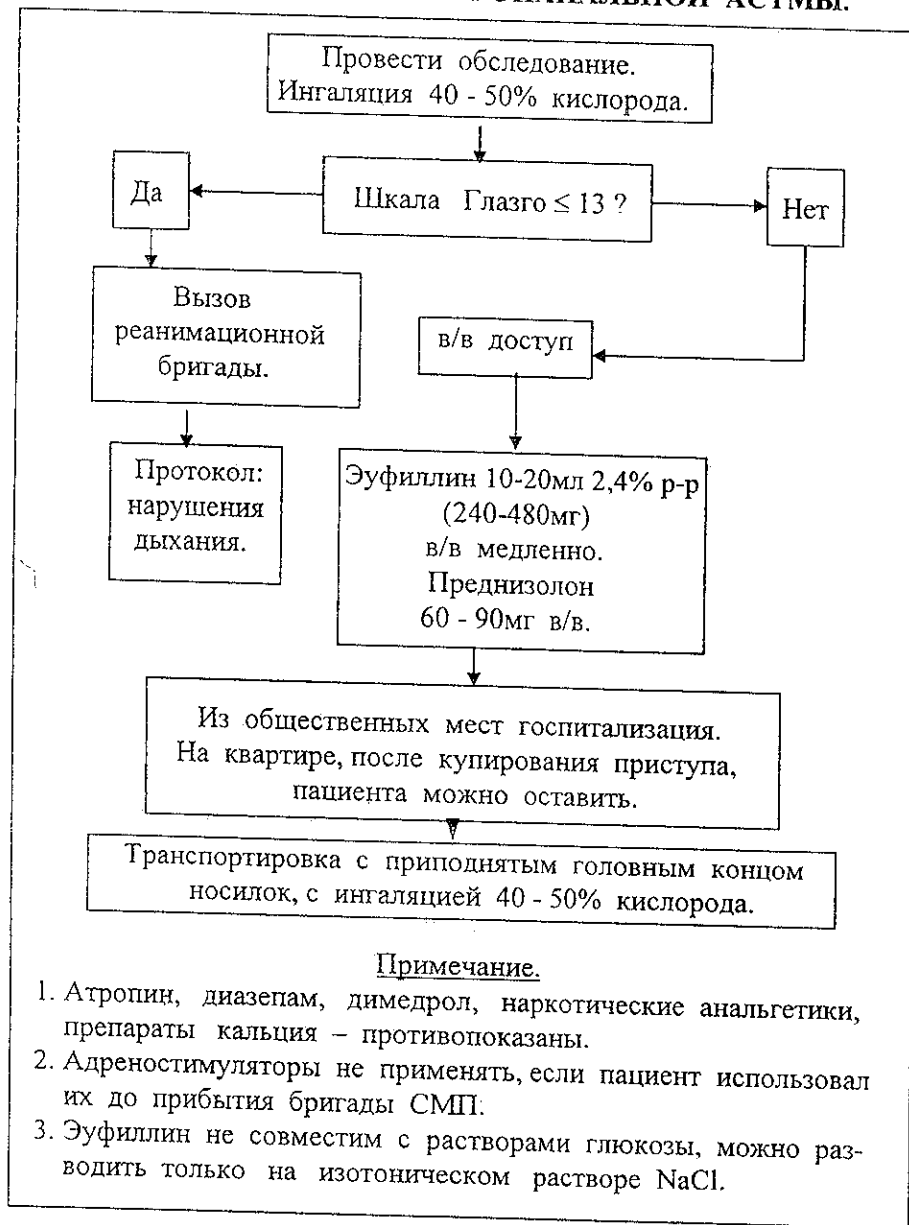 АСТМЫ.
Провести обследование.
Ингаляция 40 - 50% кислорода.
Да
Шкала Глазго ≤ 13 ?
Нет
Вызов
реанимационной
бригады.
в/в доступ
Протокол:
нарушения
дыхания.
Эуфиллин 10-20мл 2,4% р-р
(240-480мг)
в/в медленно.
Преднизолон
60 - 90мг в/в.
Из общественных мест госпитализация.
На квартире, после купирования приступа,
пациента можно оставить.
Транспортировка с приподнятым головным концом
носилок, с ингаляцией 40 - 50% кислорода.
Примечание.
1. Атропин, диазепам, димедрол, наркотические анальгетики,
препараты кальция – противопоказаны.
2. Адреностимуляторы не применять, если пациент использовал
их до прибытия бригады СМП.
3. Эуфиллин не совместим с растворами глюкозы, можно раз-
водить только на изотоническом растворе NaCl.